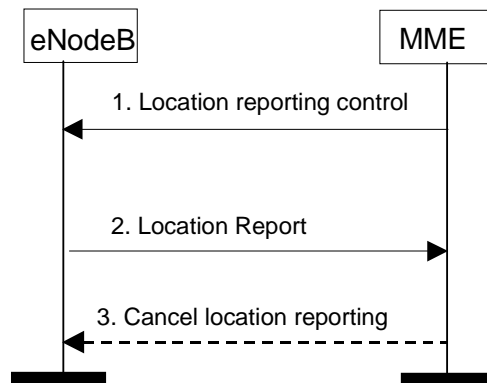 eNodeB
MME
1. Location reporting control
2. Location Report
3. Cancel location reporting